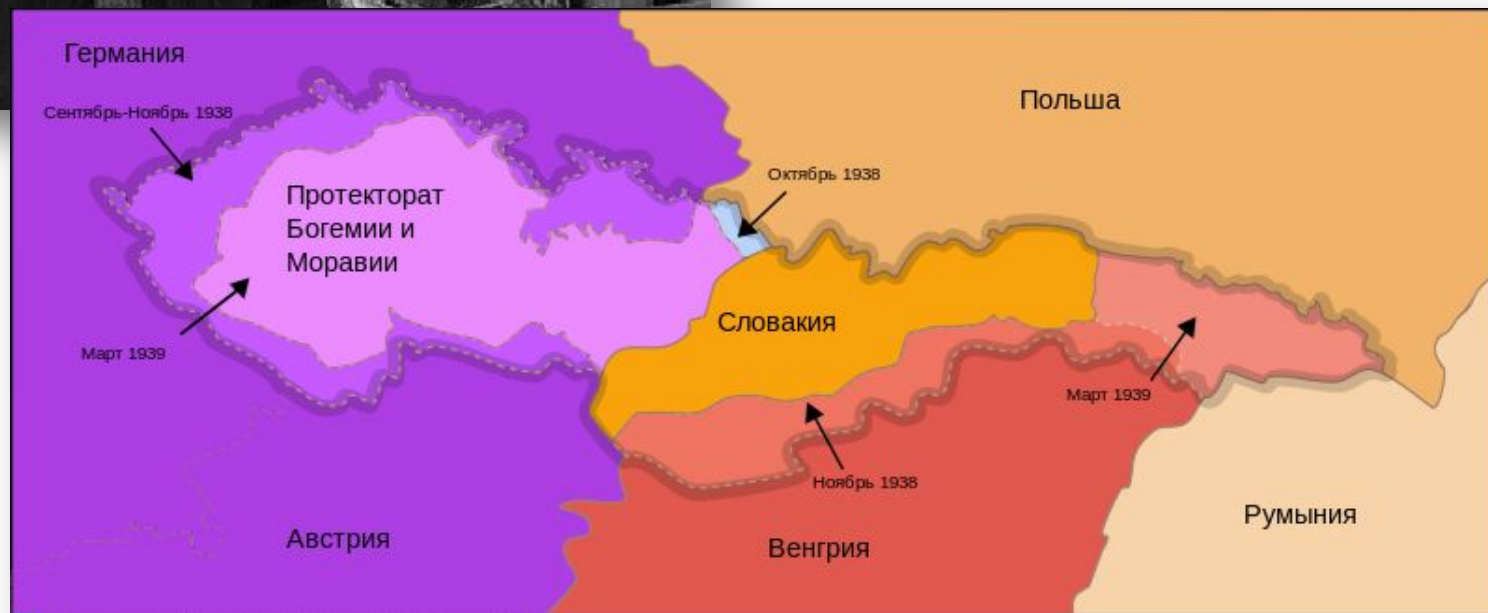 Германия
Польша
Сентябрь-Ноябрь 1938
Октябрь 1938
Протекторат
Богемии и
Моравии
Словакия
Март 1939
Март 1939
Ноябрь 1938
Румыния
Австрия
Венгрия